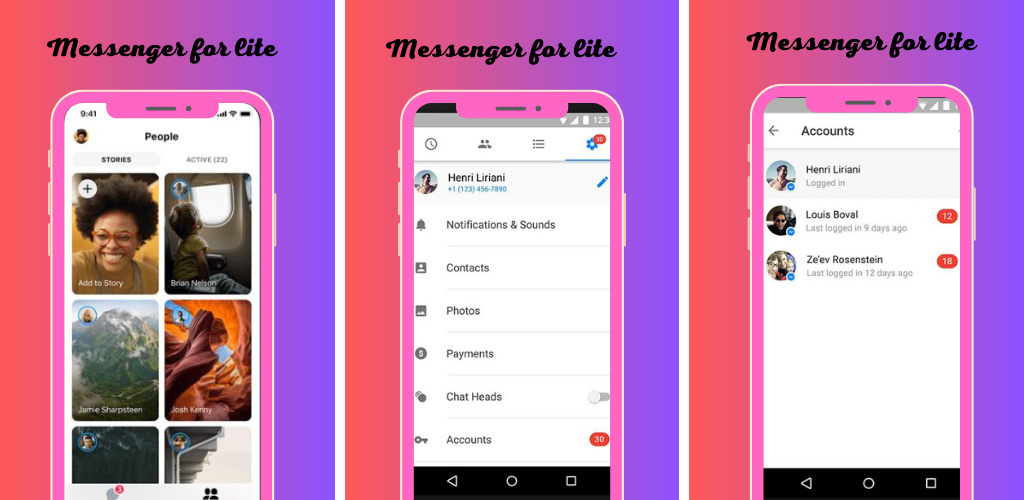 Messenger for lite
9:41
People
STORIES
ACTIVE (22)
Add to Story
Brian Nelson
Jamie Sharpsteen
Josh Kenny
3
Messenger for lite
12:3
30
Henri Liriani
+1 (123) 456-7890
Notifications & Sounds
Contacts
Photos
Payments
Chat Heads
Accounts
30
Messenger for lite
Accounts
Henri Liriani
Logged in
Louis Boval
12
Last logged in 9 days ago
Ze'ev Rosenstein
18
Last logged in 12 days ago